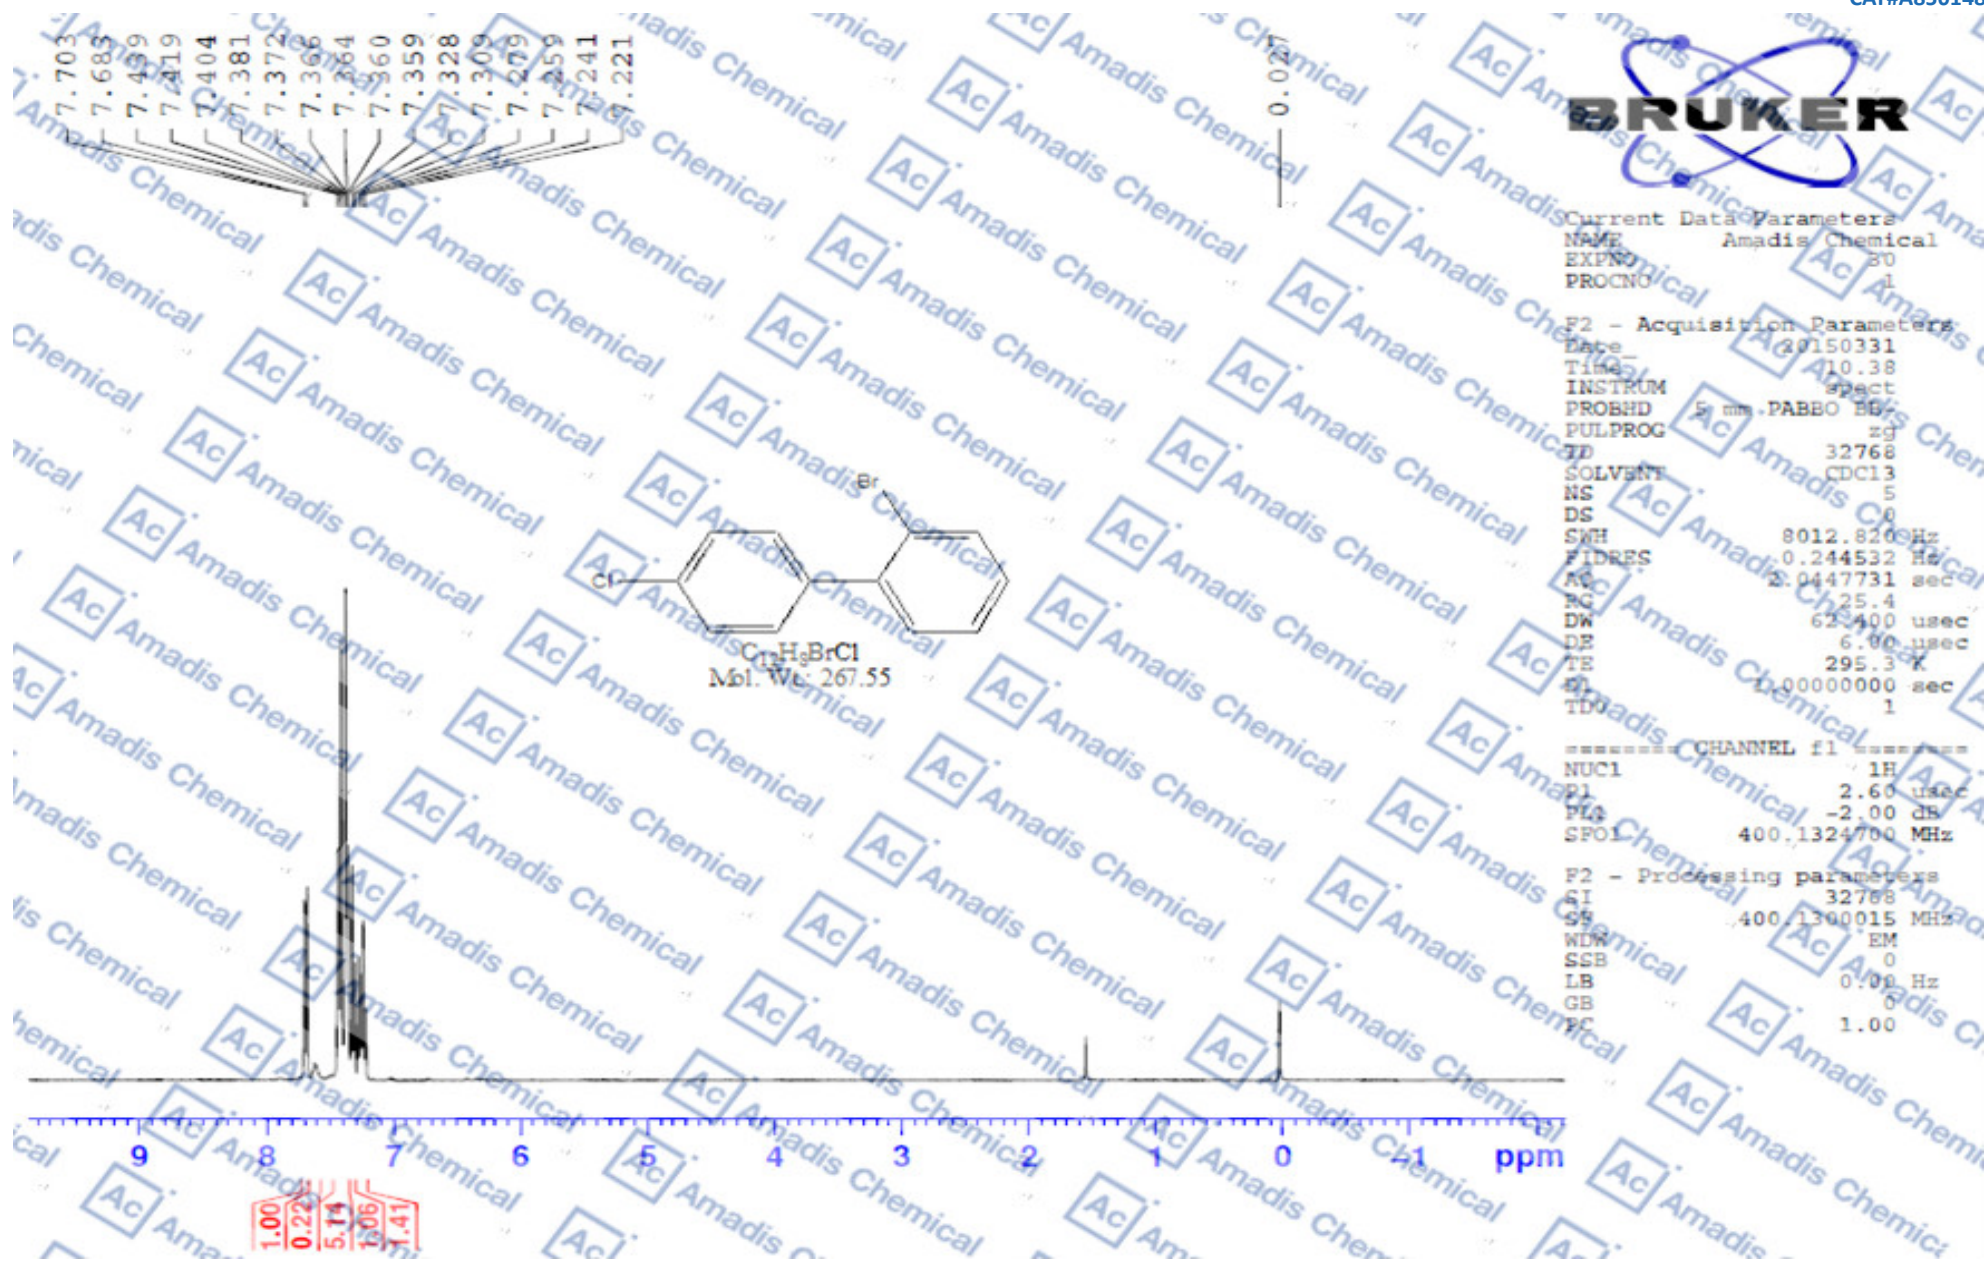 7.703
7.683
7.439
7.419
7.404
7.381
7.372
7.366
7.364
7.360
7.359
7.328
7.309
7.279
7.259
7.241
7.221
0.027
BRUKER
Current Data Parameters
NAME Amadis Chemical
EXPNO 30
PROCNO 1
F2 - Acquisition Parameters
Date_ 20150331
Time 10.38
INSTRUM spect
PROBHD 5 mm PABBO BB-
PULPROG zg
TD 32768
SOLVENT CDCl3
NS 5
DS 0
SWH 8012.820 Hz
FIDRES 0.244532 Hz
AQ 2.0447731 sec
RG 25.4
DW 62.400 usec
DE 6.00 usec
TE 295.3 K
D1 1.00000000 sec
TD0 1
======== CHANNEL f1 ========
NUC1 1H
P1 2.60 usec
PL1 -2.00 dB
SFO1 400.1324700 MHz
F2 - Processing parameters
SI 32768
SF 400.1300015 MHz
WDW EM
SSB 0
LB 0.00 Hz
GB 0
PC 1.00
Br
Cl
C12H8BrCl
Mol. Wt.: 267.55
9 8 7 6 5 4 3 2 1 0 -1 ppm
1.00
0.22
5.14
1.06
1.41
Ac Amadis Chemical